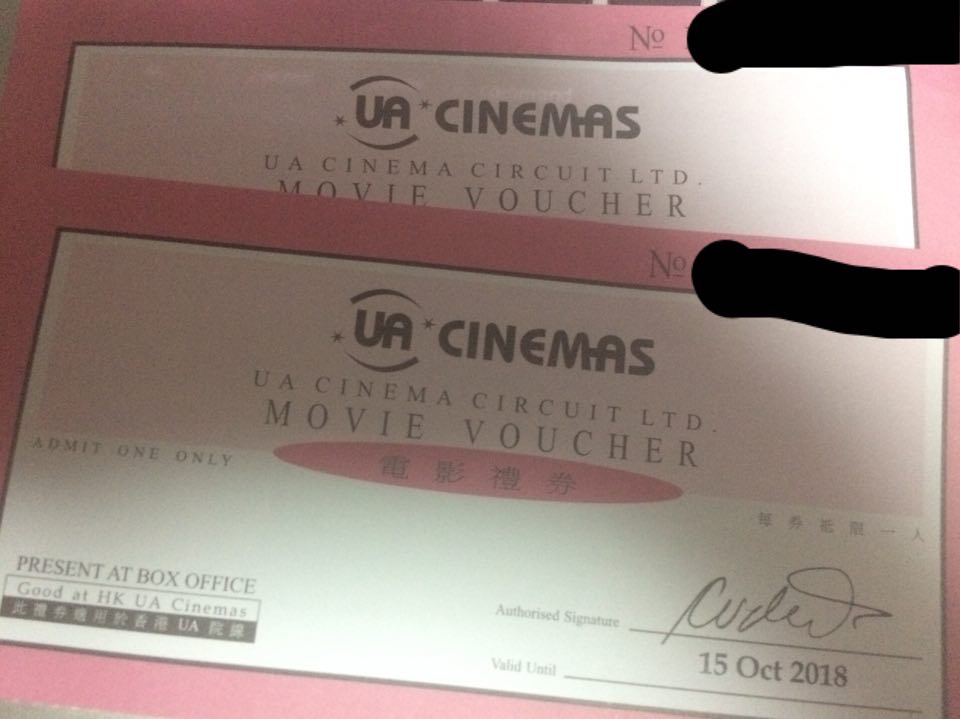 No
UA CINEMAS
UA CINEMA CIRCUIT LTD.
MOVIE VOUCHER
No
UA CINEMAS
UA CINEMA CIRCUIT LTD.
MOVIE VOUCHER
ADMIT ONE ONLY
電影禮券
每券祗限一人
PRESENT AT BOX OFFICE
Good at HK UA Cinemas
此禮券適用於香港 UA 院線
Authorised Signature
Valid Until 15 Oct 2018